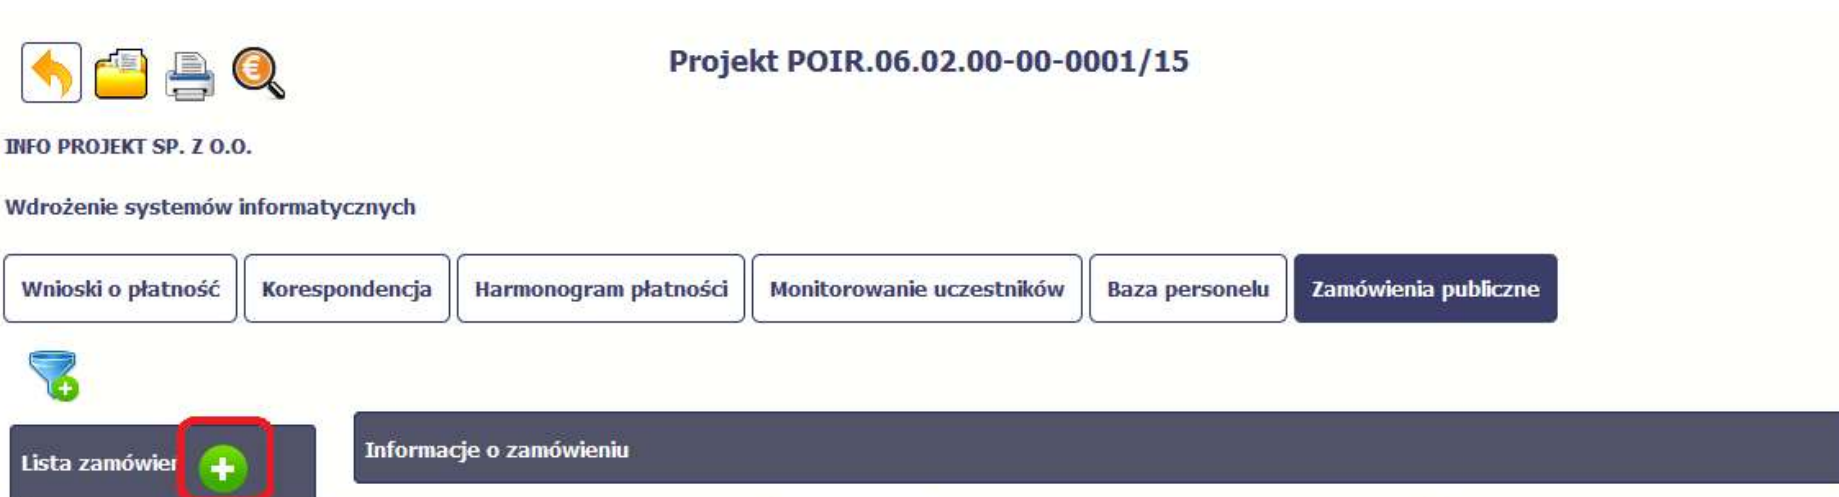 Projekt POIR.06.02.00-00-0001/15
INFO PROJEKT SP. Z O.O.
Wdrożenie systemów informatycznych
Wnioski o płatność Korespondencja Harmonogram płatności Monitorowanie uczestników Baza personelu Zamówienia publiczne
Lista zamówień Informacje o zamówieniu